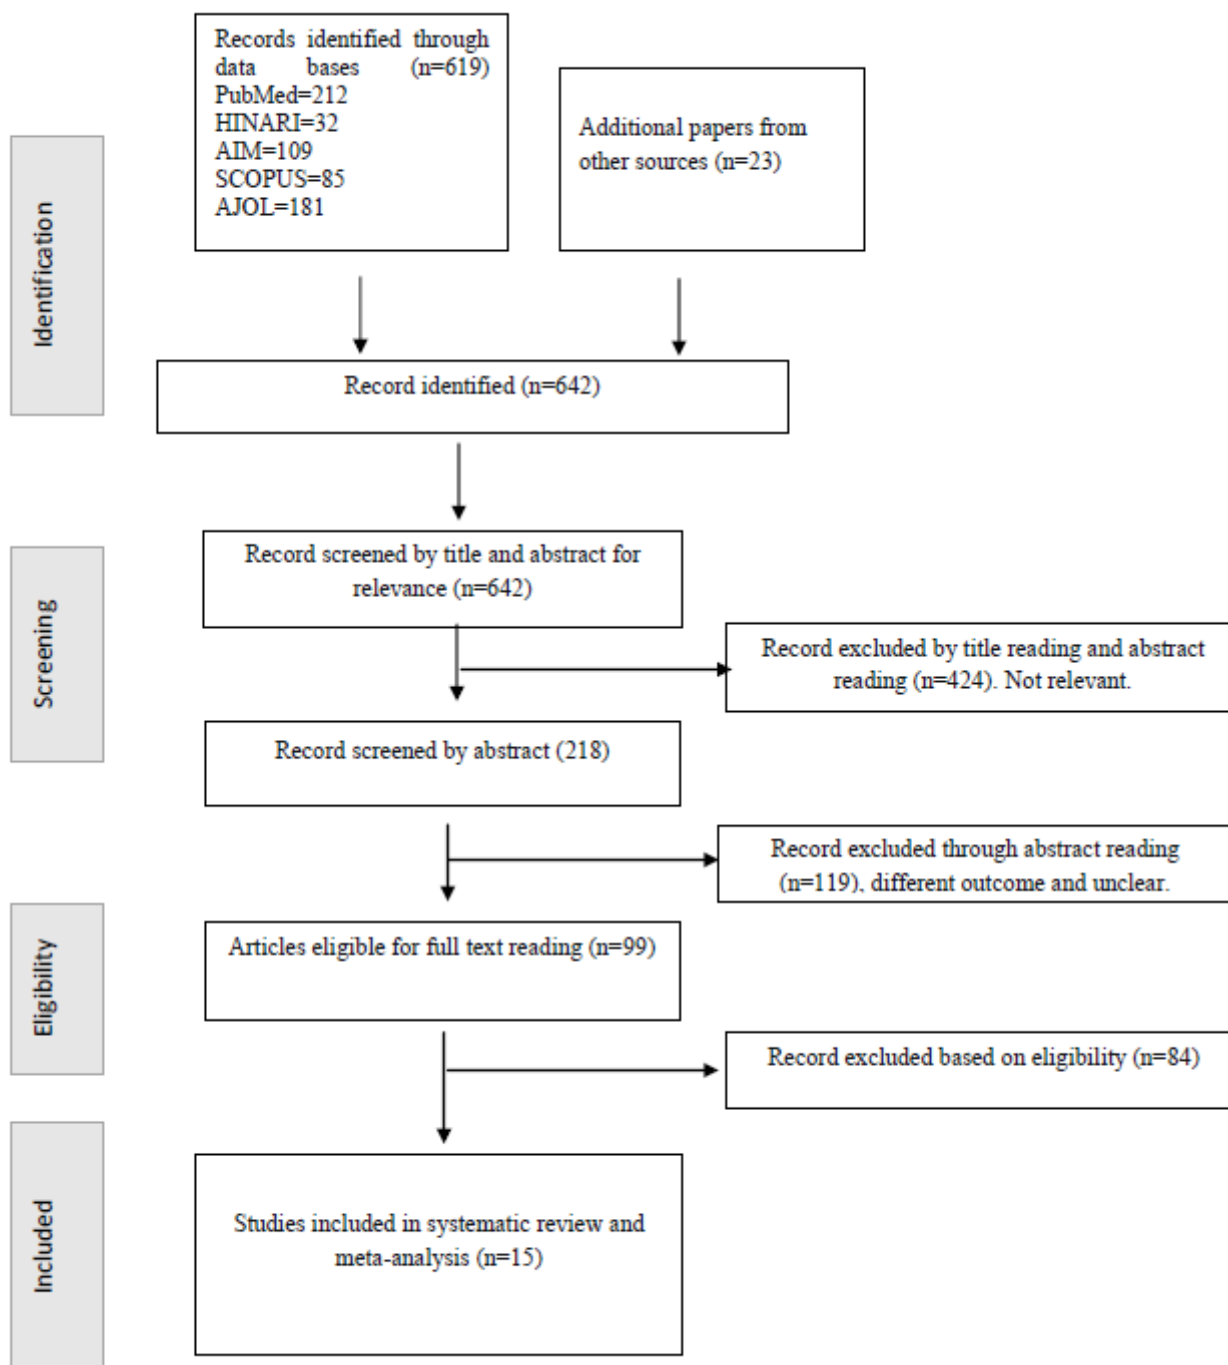 Records identified through
data bases (n=619)
PubMed=212
HINARI=32
AIM=109
SCOPUS=85
AJOL=181
Additional papers from
other sources (n=23)
Identification
Record identified (n=642)
Record screened by title and abstract for
relevance (n=642)
Screening
Record excluded by title reading and abstract
reading (n=424). Not relevant.
Record screened by abstract (218)
Record excluded through abstract reading
(n=119), different outcome and unclear.
Eligibility
Articles eligible for full text reading (n=99)
Record excluded based on eligibility (n=84)
Included
Studies included in systematic review and
meta-analysis (n=15)